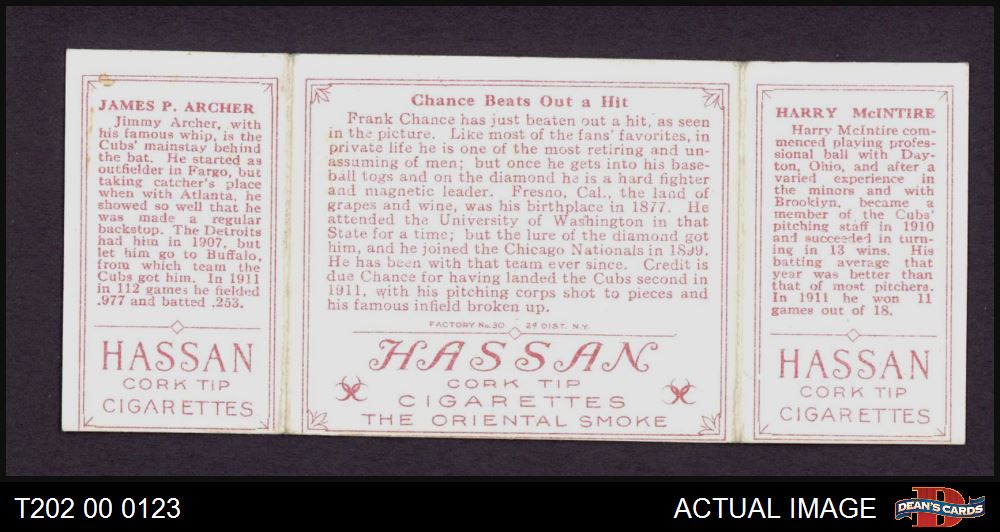 JAMES P. ARCHER
Jimmy Archer, with
his famous whip, is the
Cubs' mainstay behind
the bat. He started as
outfielder in Fargo, but
taking catcher's place
when with Atlanta, he
showed so well that he
was made a regular
backstop. The Detroits
had him in 1907, but
let him go to Buffalo,
from which team the
Cubs got him. In 1911
in 112 games he fielded
.977 and batted .253.
HASSAN
CORK TIP
CIGARETTES
Chance Beats Out a Hit
Frank Chance has just beaten out a hit, as seen
in the picture. Like most of the fans' favorites, in
private life he is one of the most retiring and un-
assuming of men; but once he gets into his base-
ball togs and on the diamond he is a hard fighter
and magnetic leader. Fresno, Cal., the land of
grapes and wine, was his birthplace in 1877. He
attended the University of Washington in that
State for a time; but the lure of the diamond got
him, and he joined the Chicago Nationals in 1899.
He has been with that team ever since. Credit is
due Chance for having landed the Cubs second in
1911, with his pitching corps shot to pieces and
his famous infield broken up.
FACTORY No. 30 2d DIST. N.Y.
HASSAN
CORK TIP
CIGARETTES
THE ORIENTAL SMOKE
HARRY McINTIRE
Harry McIntire com-
menced playing profes-
sional ball with Day-
ton, Ohio, and after a
varied experience in
the minors and with
Brooklyn, became a
member of the Cubs'
pitching staff in 1910
and succeeded in turn-
ing in 13 wins. His
batting average that
year was better than
that of most pitchers.
In 1911 he won 11
games out of 18.
HASSAN
CORK TIP
CIGARETTES
T202 00 0123
ACTUAL IMAGE
DEAN'S CARDS